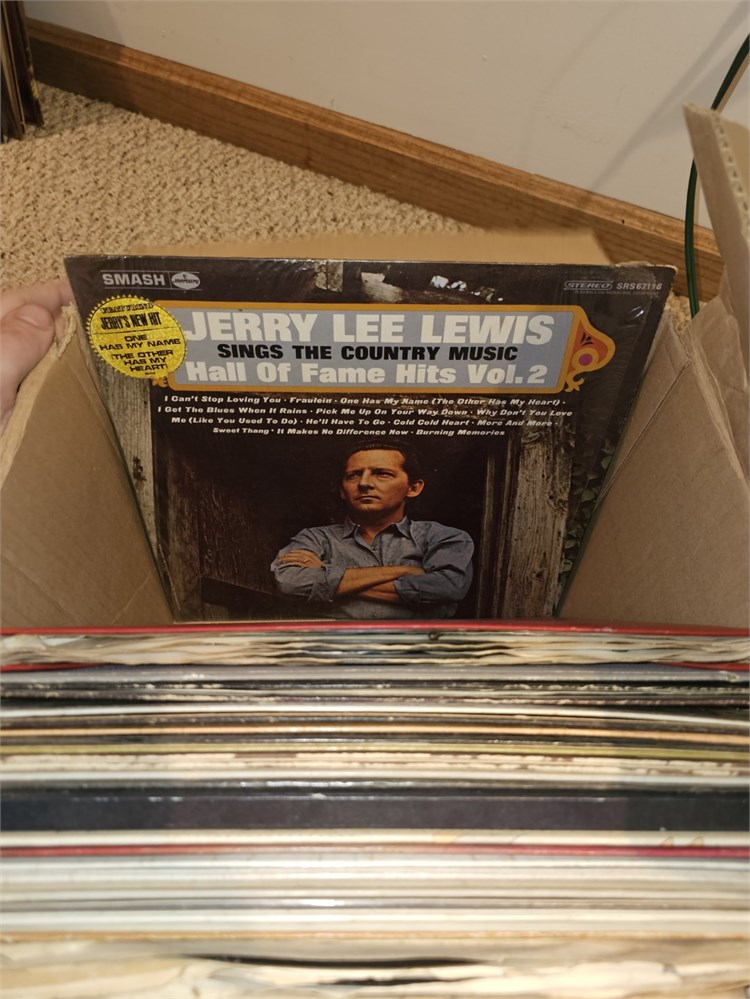 SMASH mercury
STEREO SRS 67118
JERRY'S NEW HIT
ONE
HAS MY NAME
(THE OTHER
HAS MY
HEART)
JERRY LEE LEWIS
SINGS THE COUNTRY MUSIC
Hall Of Fame Hits Vol. 2
I Can't Stop Loving You · Fraulein · One Has My Name (The Other Has My Heart) ·
I Get The Blues When It Rains · Pick Me Up On Your Way Down · Why Don't You Love
Me (Like You Used To Do) · He'll Have To Go · Cold Cold Heart · More And More ·
Sweet Thang · It Makes No Difference Now · Burning Memories